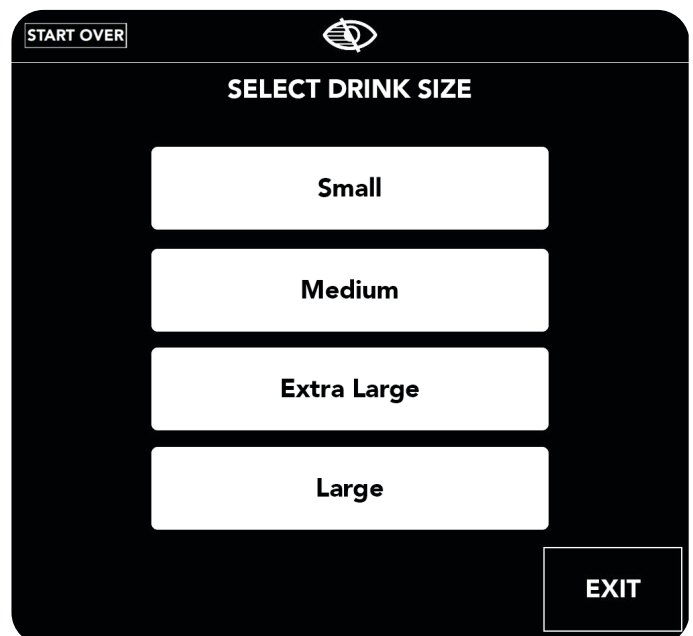 START OVER
SELECT DRINK SIZE
Small
Medium
Extra Large
Large
EXIT